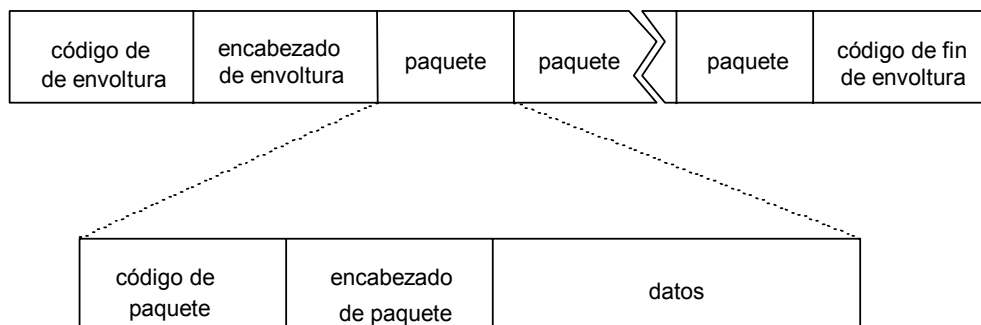 código de
de envoltura
encabezado
de envoltura
paquete
paquete
paquete
código de fin
de envoltura
código de
paquete
encabezado
de paquete
datos